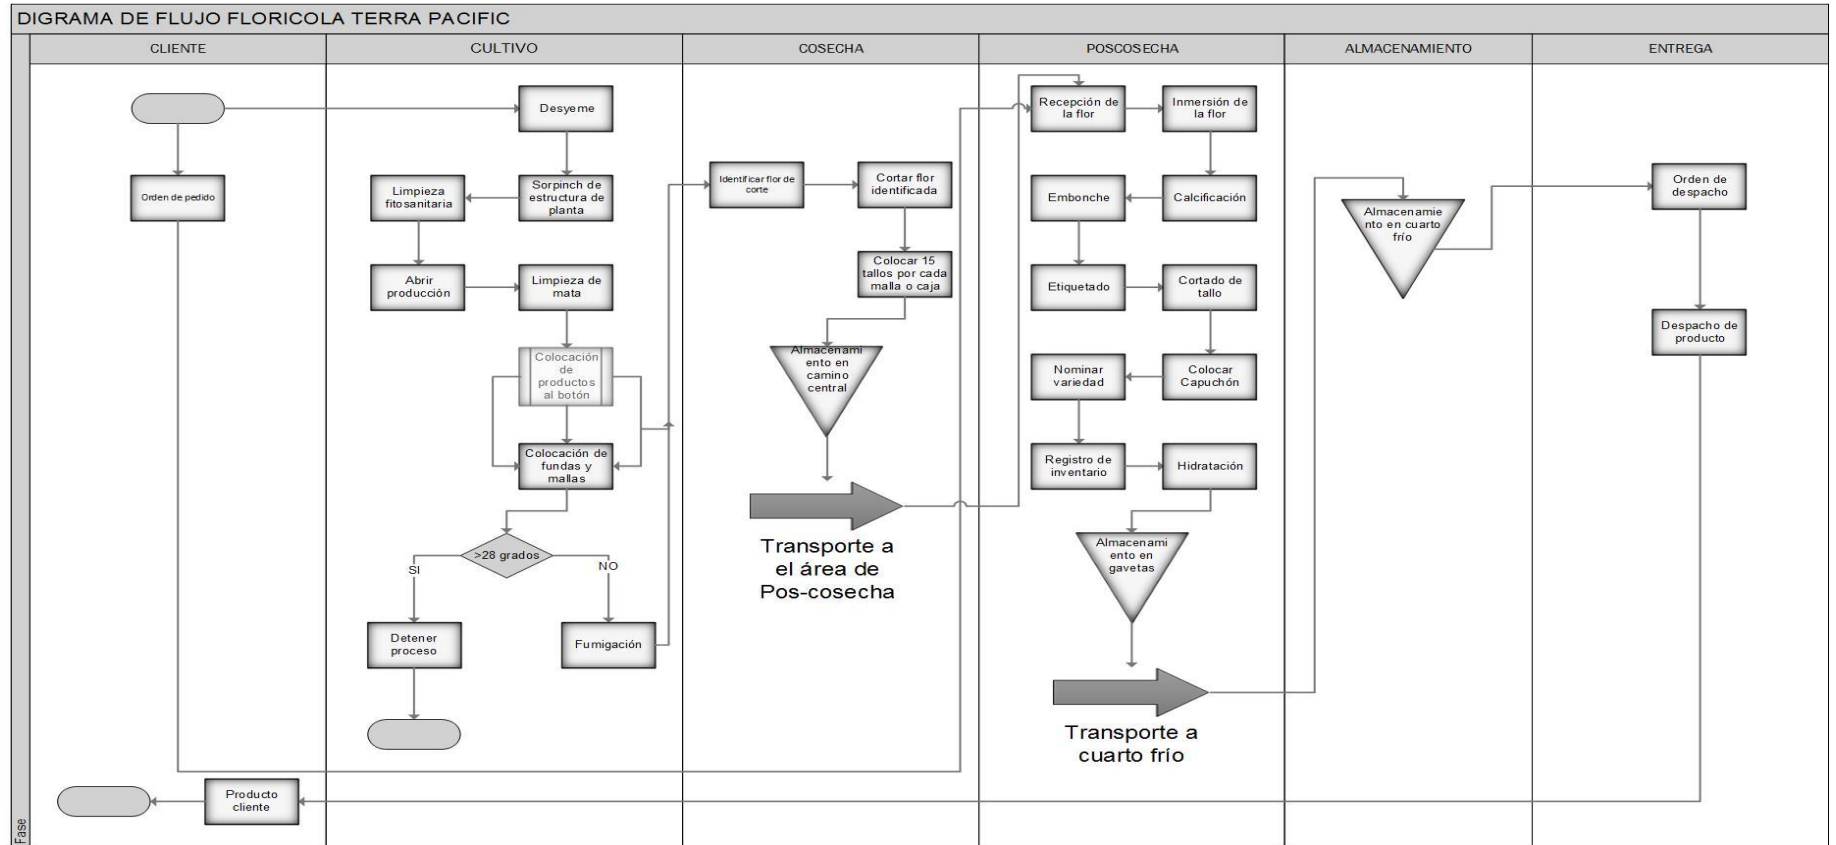 DIGRAMA DE FLUJO FLORICOLA TERRA PACIFIC
Fase
CLIENTE
CULTIVO
COSECHA
POSCOSECHA
ALMACENAMIENTO
ENTREGA
Orden de pedido
Producto
cliente
Desyeme
Sorpinch de
estructura de
planta
Limpieza
fitosanitaria
Abrir
producción
Limpieza de
mata
Colocación
de
productos
al botón
Colocación de
fundas y
mallas
>28 grados
SI
NO
Detener
proceso
Fumigación
Identificar flor de
corte
Cortar flor
identificada
Colocar 15
tallos por cada
malla o caja
Almacenami
ento en
camino
central
Transporte a
el área de
Pos-cosecha
Recepción de
la flor
Inmersión de
la flor
Calcificación
Embonche
Etiquetado
Cortado de
tallo
Colocar
Capuchón
Nominar
variedad
Registro de
inventario
Hidratación
Almacenami
ento en
gavetas
Transporte a
cuarto frío
Almacenamie
nto en cuarto
frío
Orden de
despacho
Despacho de
producto